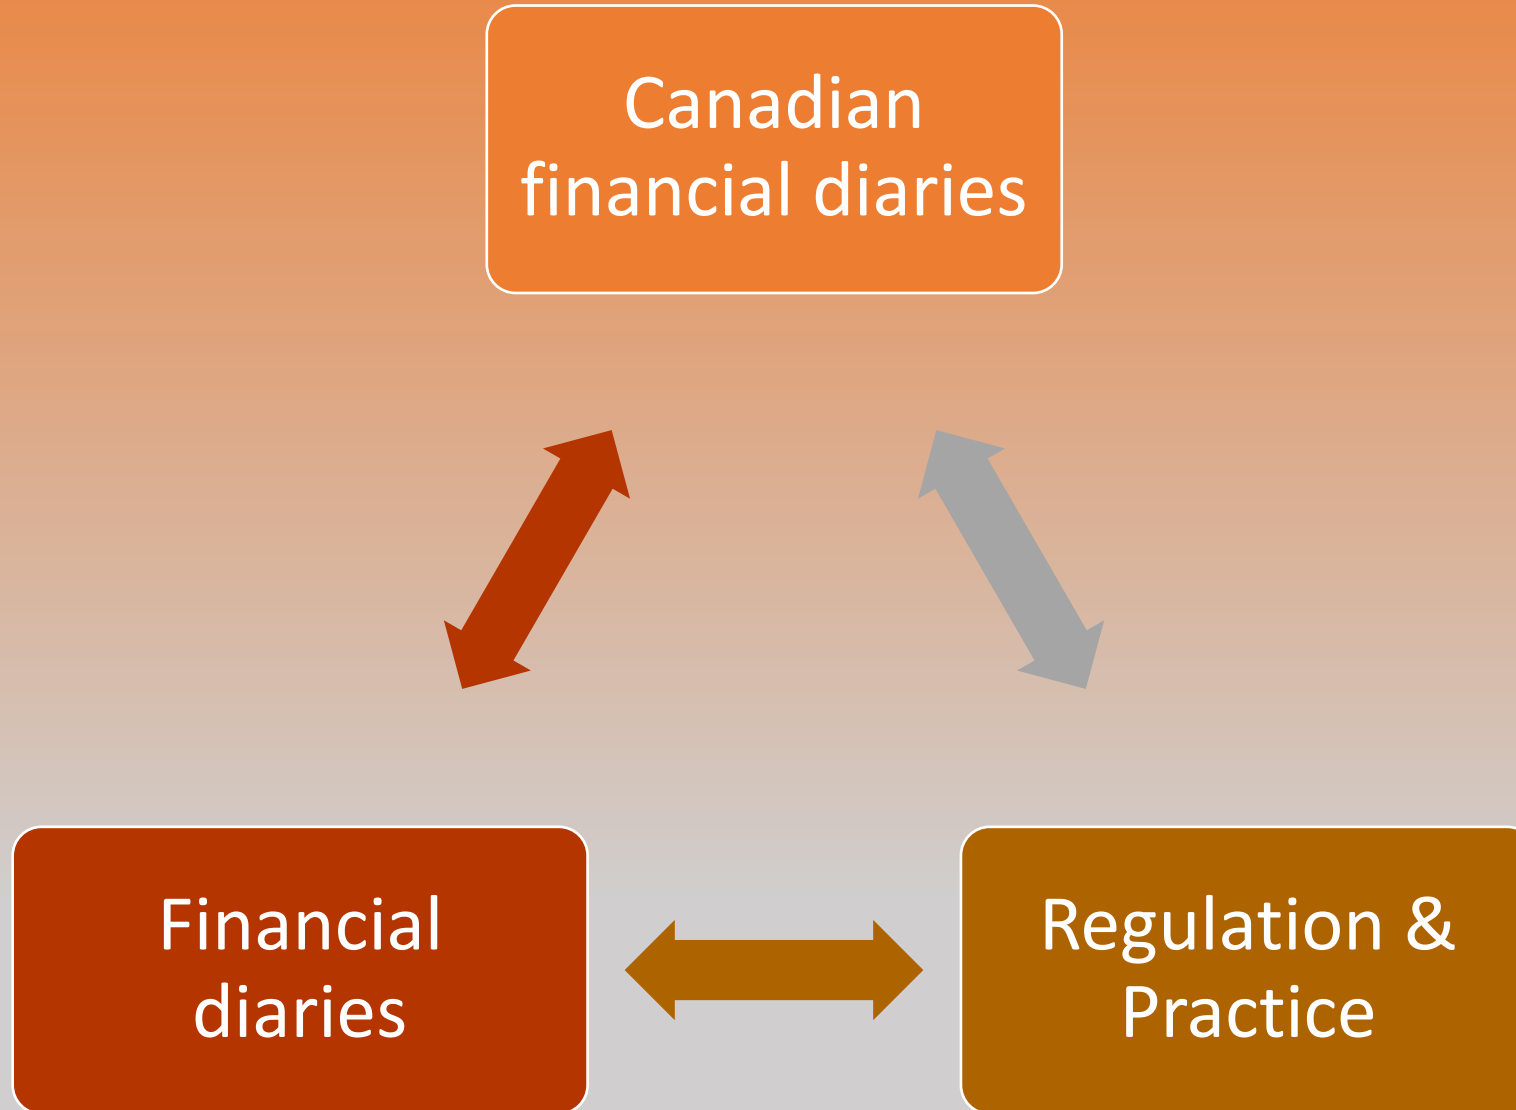 Canadian
financial diaries
Financial
diaries
Regulation &
Practice